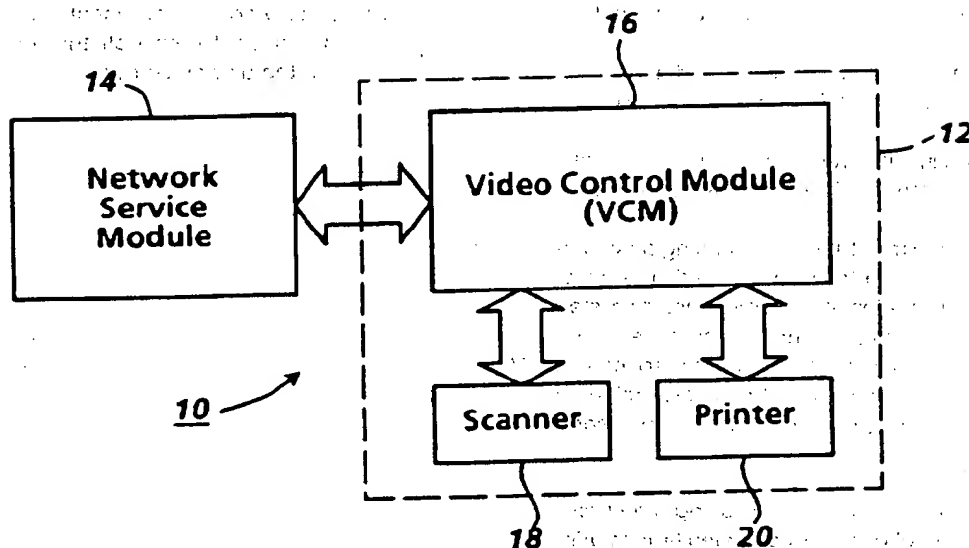 16
14
12
Network
Service
Module
Video Control Module
(VCM)
10
Scanner
Printer
18
20